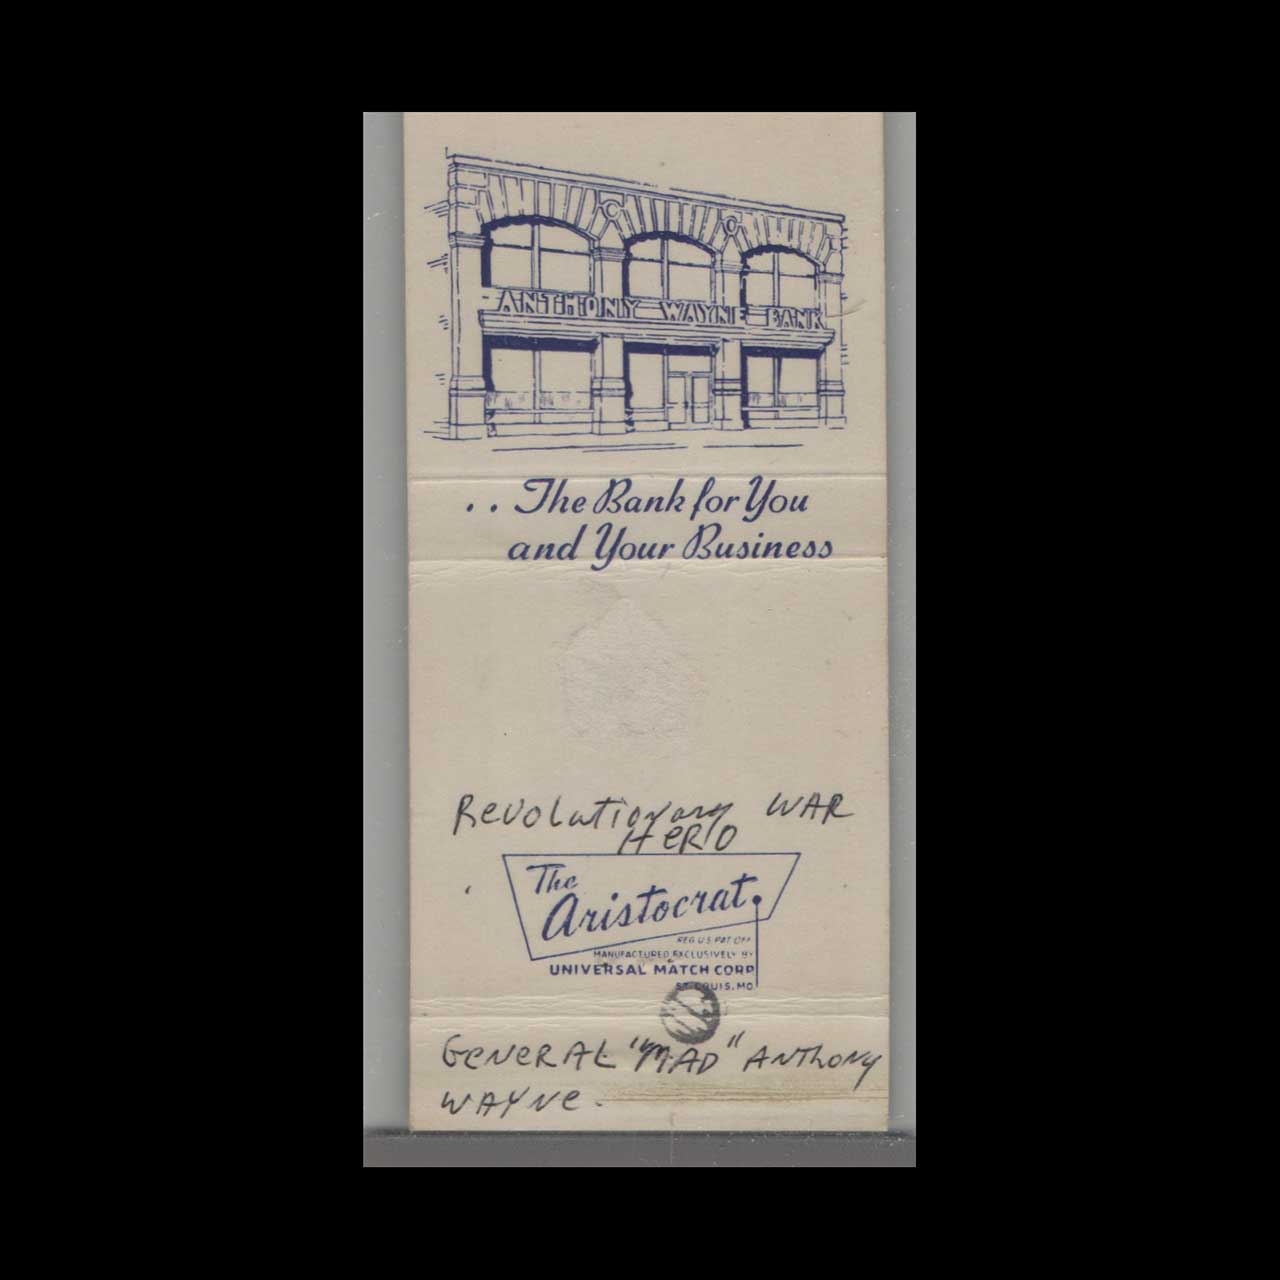 ANTHONY WAYNE BANK
. . The Bank for You
and Your Business
Revolutionary WAR
HERO
The
Aristocrat.
REG. U.S. PAT. OFF.
MANUFACTURED EXCLUSIVELY BY
UNIVERSAL MATCH CORP
ST. LOUIS, MO.
GENERAL "MAD" ANTHONY
WAYNE.